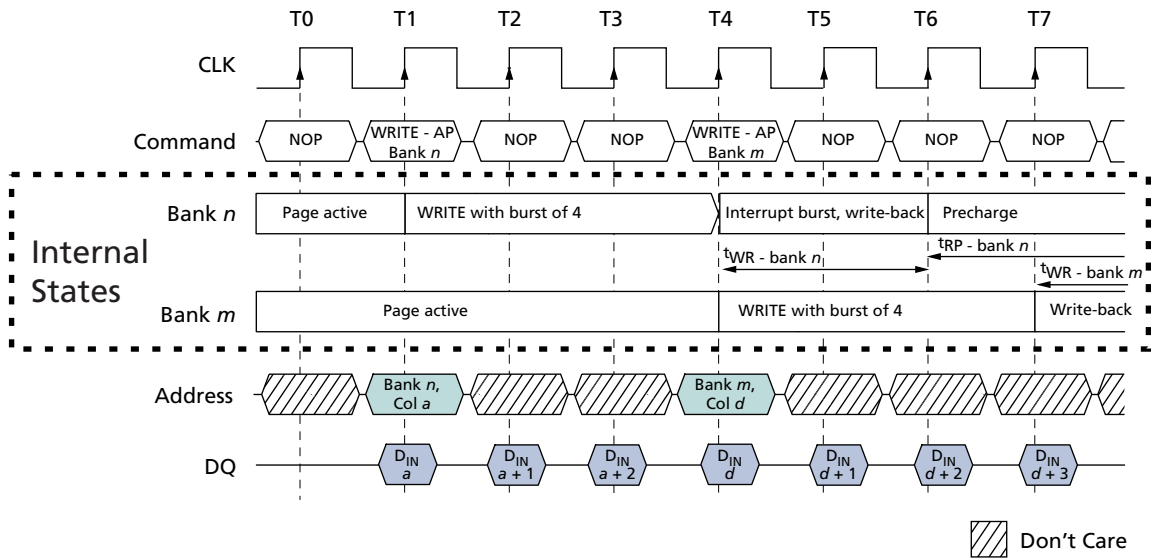 T0 T1 T2 T3 T4 T5 T6 T7
CLK
Command NOP WRITE - AP Bank n NOP NOP WRITE - AP Bank m NOP NOP NOP
Bank n Page active WRITE with burst of 4 Interrupt burst, write-back Precharge
Internal
States
tWR - bank n tRP - bank n
tWR - bank m
Bank m Page active WRITE with burst of 4 Write-back
Address Bank n, Col a Bank m, Col d
DQ DIN a DIN a + 1 DIN a + 2 DIN d DIN d + 1 DIN d + 2 DIN d + 3
Don't Care